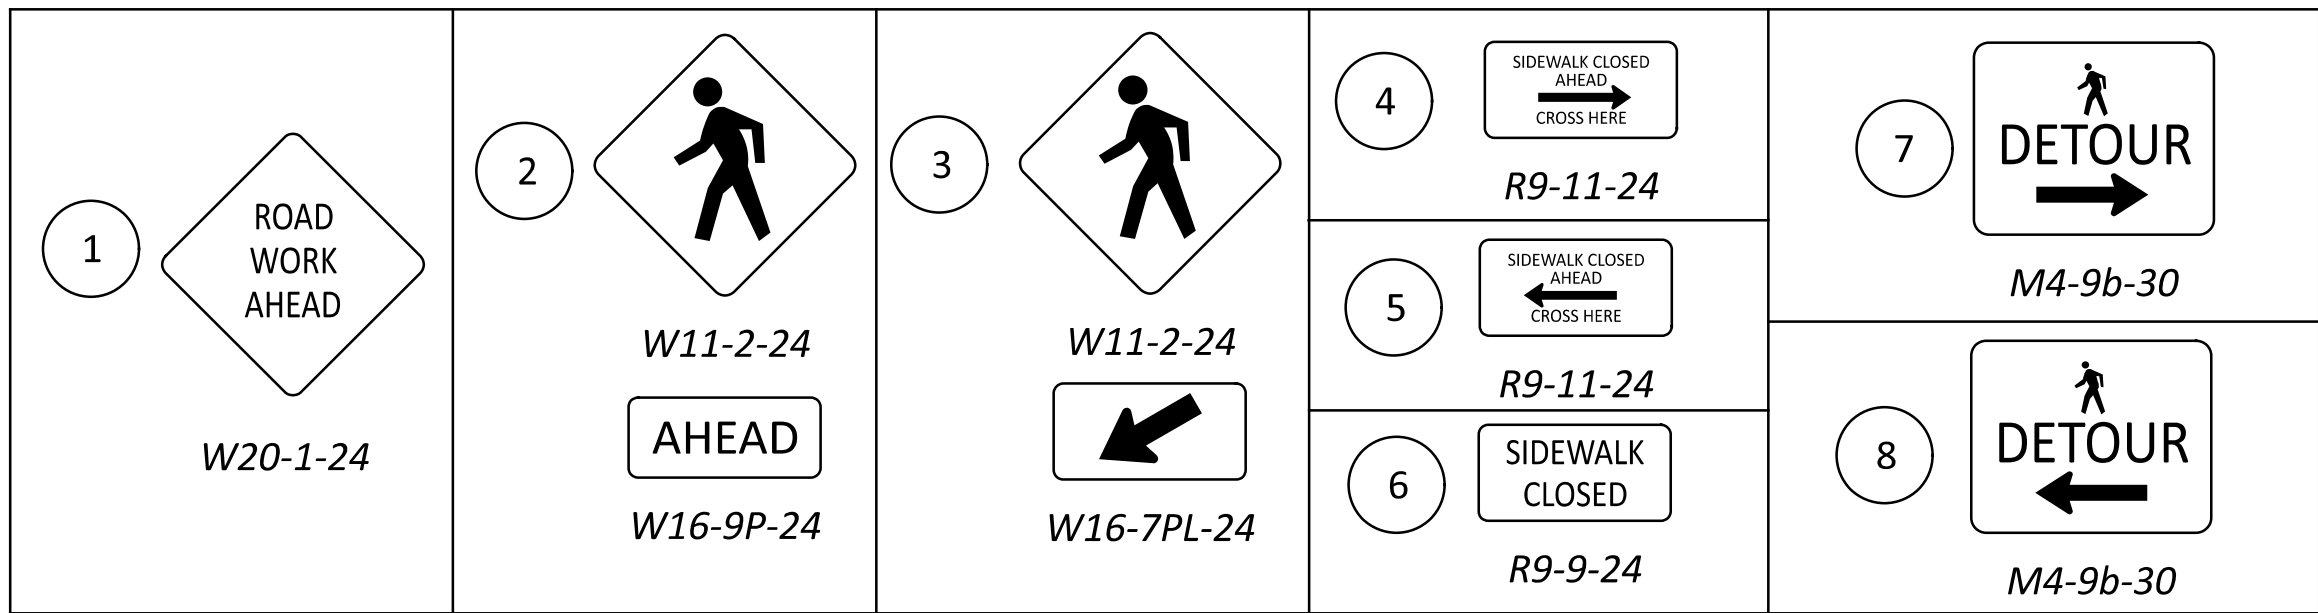 1
ROAD
WORK
AHEAD
W20-1-24
2
W11-2-24
AHEAD
W16-9P-24
3
W11-2-24
W16-7PL-24
4
SIDEWALK CLOSED
AHEAD
CROSS HERE
R9-11-24
5
SIDEWALK CLOSED
AHEAD
CROSS HERE
R9-11-24
6
SIDEWALK
CLOSED
R9-9-24
7
DETOUR
M4-9b-30
8
DETOUR
M4-9b-30